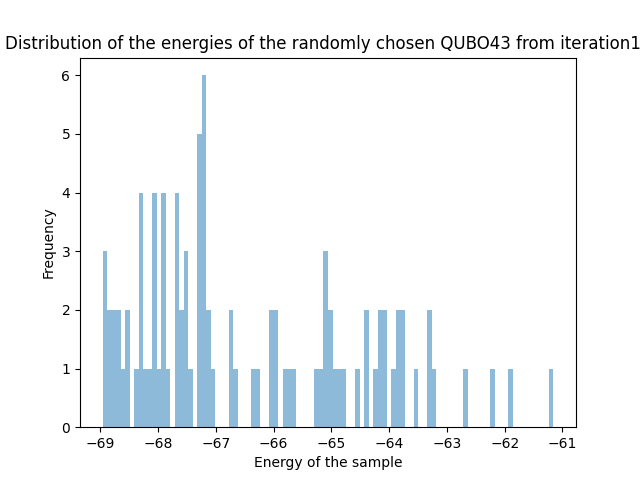 Distribution of the energies of the randomly chosen QUBO43 from iteration1
6
5
4
3
2
1
0
Frequency
−69 −68 −67 −66 −65 −64 −63 −62 −61
Energy of the sample